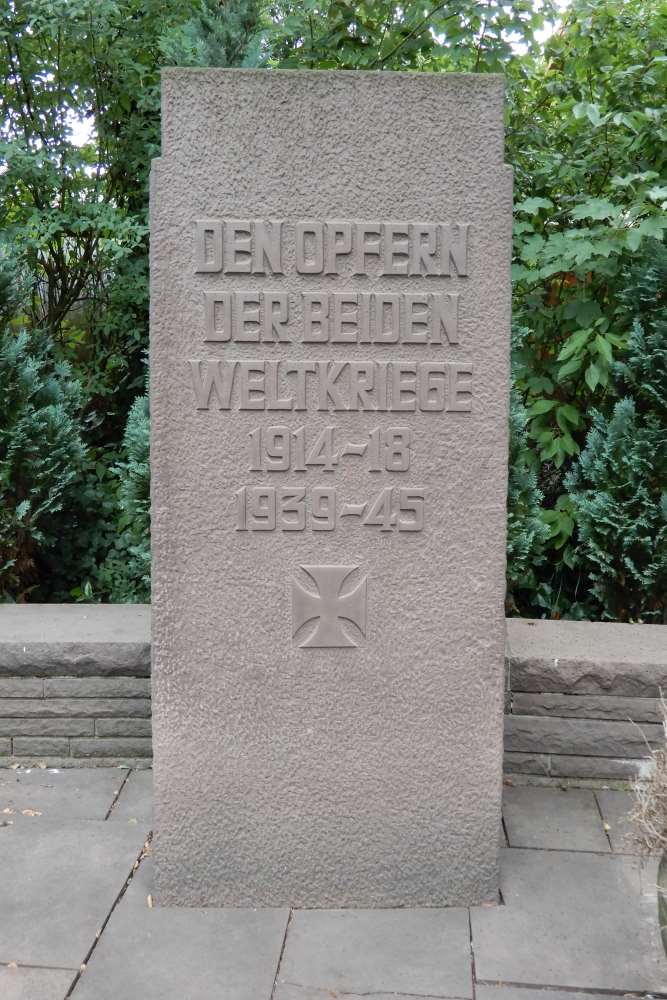 DEN OPFERN
DER BEIDEN
WELTKRIEGE
1914-18
1939-45